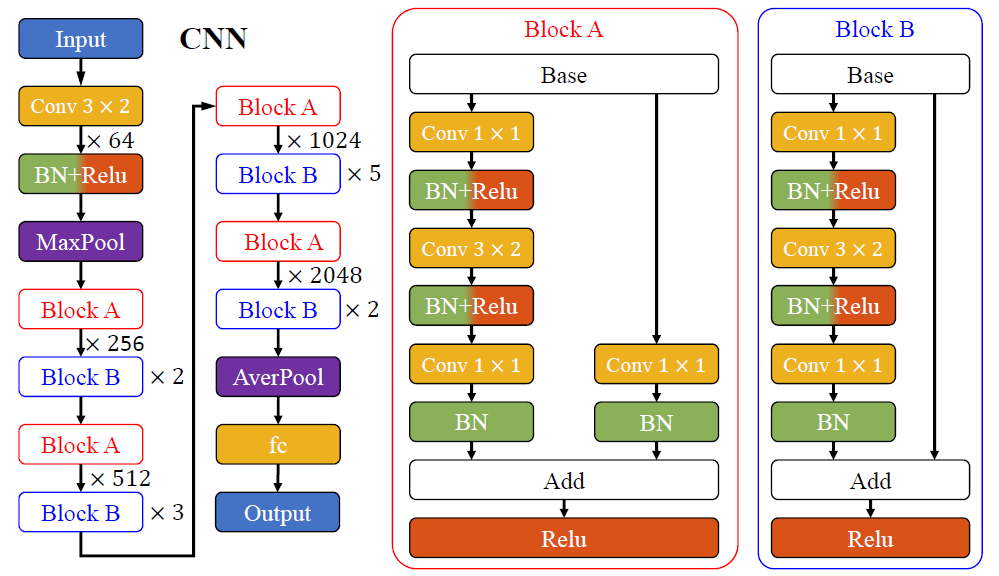 CNN
Input
Conv 3 × 2
× 64
BN+Relu
MaxPool
Block A
× 256
Block B × 2
Block A
× 512
Block B × 3
Block A
× 1024
Block B × 5
Block A
× 2048
Block B × 2
AverPool
fc
Output
Block A
Base
Conv 1 × 1
BN+Relu
Conv 3 × 2
BN+Relu
Conv 1 × 1 Conv 1 × 1
BN BN
Add
Relu
Block B
Base
Conv 1 × 1
BN+Relu
Conv 3 × 2
BN+Relu
Conv 1 × 1
BN
Add
Relu